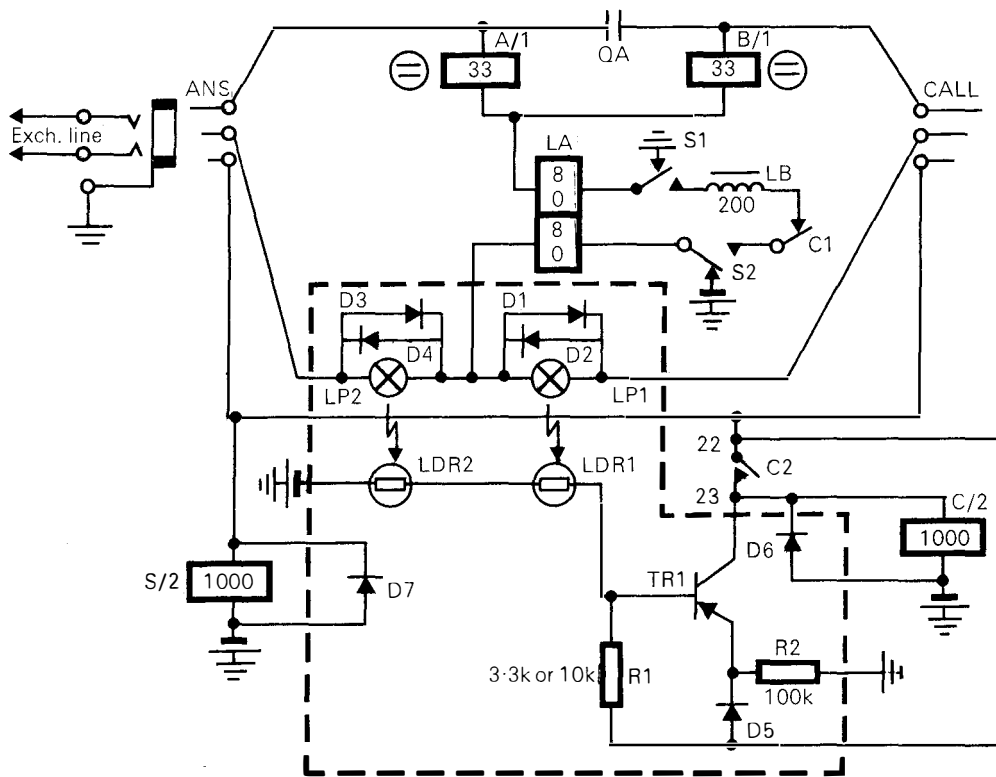 A/1
B/1
33
QA
33
ANS
CALL
Exch. line
LA
S1
8
0
LB
200
8
0
C1
S2
D3
D1
D4
D2
LP2
LP1
22
LDR2
LDR1
C2
23
C/2
1000
D6
S/2
1000
D7
TR1
R2
3·3k or 10k
R1
100k
D5